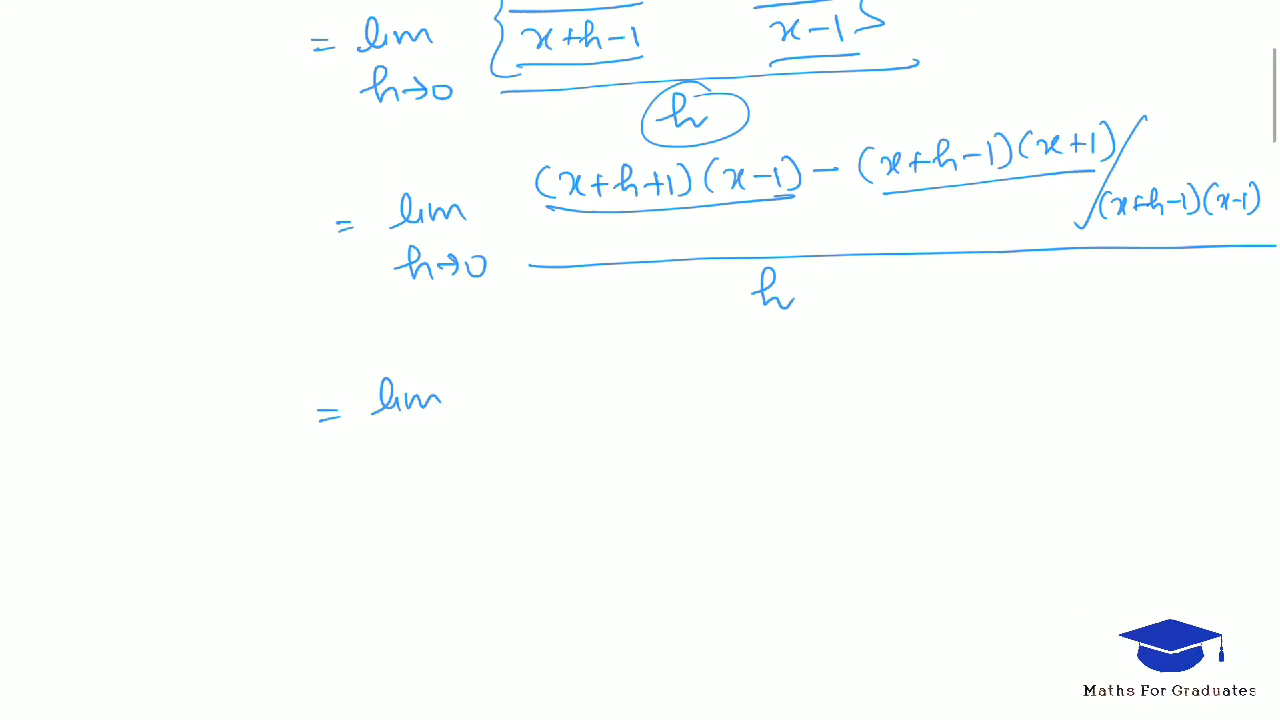 = lim { x+h-1 x-1 }
h→0 h
(x+h+1)(x-1) - (x+h-1)(x+1) / (x+h-1)(x-1)
= lim
h→0 h
= lim
Maths For Graduates